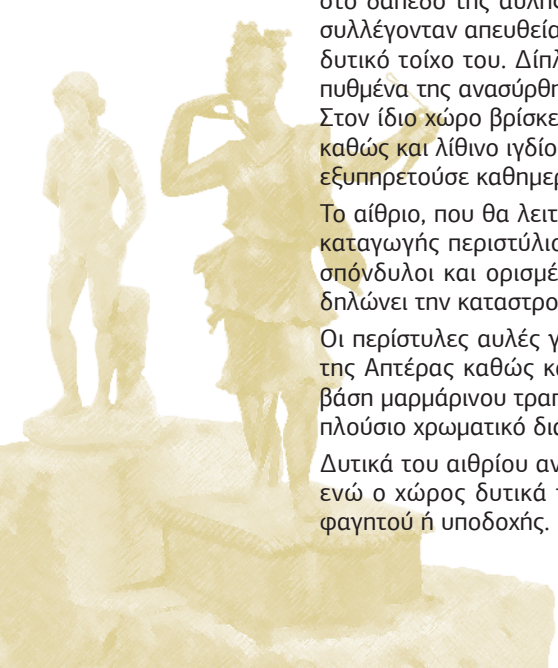 στο δάπεδο της αυλής
συλλέγονταν απευθεία
δυτικό τοίχο του. Δίπλ
πυθμένα της ανασύρθη
Στον ίδιο χώρο βρίσκε
καθώς και λίθινο ιγδίο
εξυπηρετούσε καθημερ
Το αίθριο, που θα λειτ
καταγωγής περιστύλιο
σπόνδυλοι και ορισμέ
δηλώνει την καταστρο
Οι περίστυλες αυλές γ
της Απτέρας καθώς κα
βάση μαρμάρινου τραπ
πλούσιο χρωματικό δια
Δυτικά του αιθρίου αν
ενώ ο χώρος δυτικά τ
φαγητού ή υποδοχής.